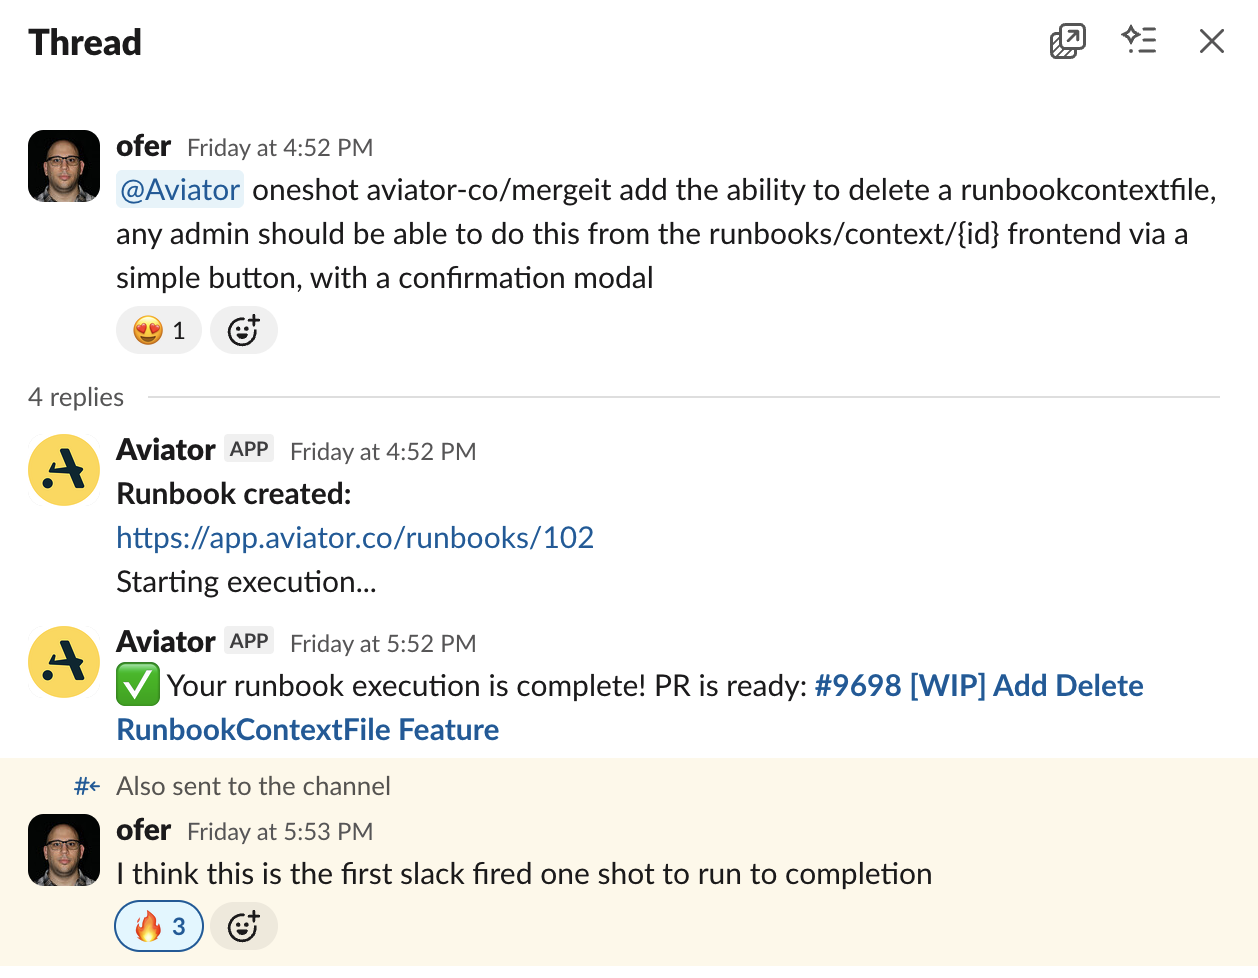 Thread
ofer Friday at 4:52 PM
@Aviator oneshot aviator-co/mergeit add the ability to delete a runbookcontextfile,
any admin should be able to do this from the runbooks/context/{id} frontend via a
simple button, with a confirmation modal
😍 1
4 replies
Aviator APP Friday at 4:52 PM
Runbook created:
https://app.aviator.co/runbooks/102
Starting execution...
Aviator APP Friday at 5:52 PM
✅ Your runbook execution is complete! PR is ready: #9698 [WIP] Add Delete
RunbookContextFile Feature
Also sent to the channel
ofer Friday at 5:53 PM
I think this is the first slack fired one shot to run to completion
🔥 3